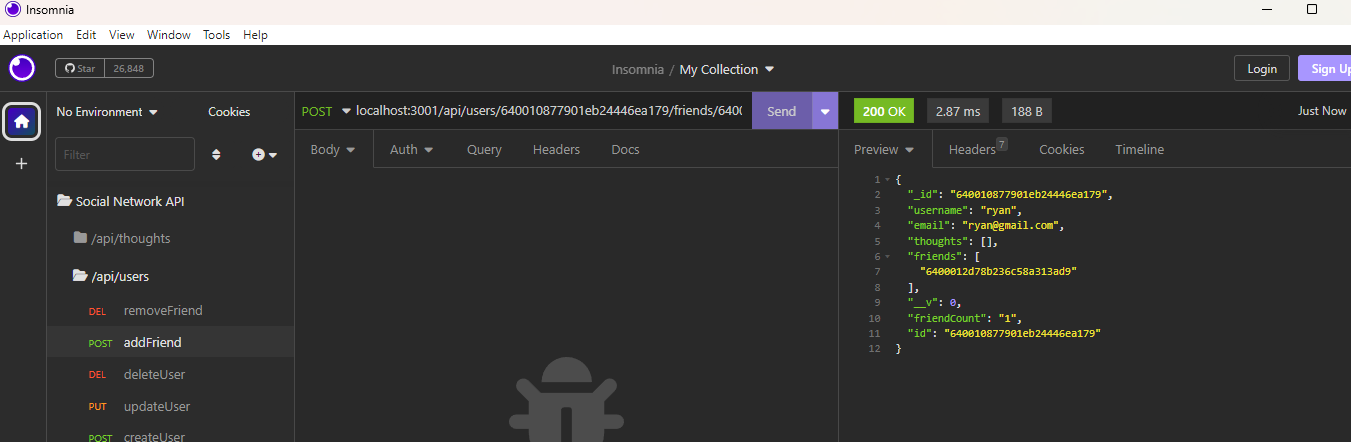 Insomnia
Application Edit View Window Tools Help
Star 26,848
Insomnia / My Collection
Login
Sign Up
No Environment
Cookies
POST localhost:3001/api/users/640010877901eb24446ea179/friends/6400
Send
200 OK 2.87 ms 188 B
Just Now
Filter
Body Auth Query Headers Docs
Preview Headers 7 Cookies Timeline
Social Network API
/api/thoughts
/api/users
DEL removeFriend
POST addFriend
DEL deleteUser
PUT updateUser
POST createUser
1 {
2 "_id": "640010877901eb24446ea179",
3 "username": "ryan",
4 "email": "ryan@gmail.com",
5 "thoughts": [],
6 "friends": [
7 "6400012d78b236c58a313ad9"
8 ],
9 "__v": 0,
10 "friendCount": "1",
11 "id": "640010877901eb24446ea179"
12 }